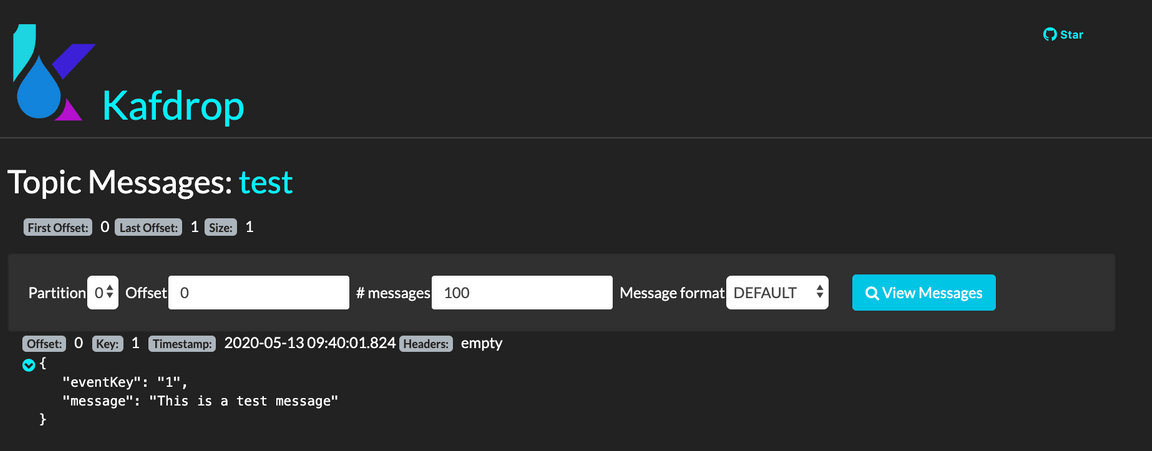 Star
Kafdrop
Topic Messages: test
First Offset: 0 Last Offset: 1 Size: 1
Partition 0 Offset 0 # messages 100 Message format DEFAULT View Messages
Offset: 0 Key: 1 Timestamp: 2020-05-13 09:40:01.824 Headers: empty
{
"eventKey": "1",
"message": "This is a test message"
}